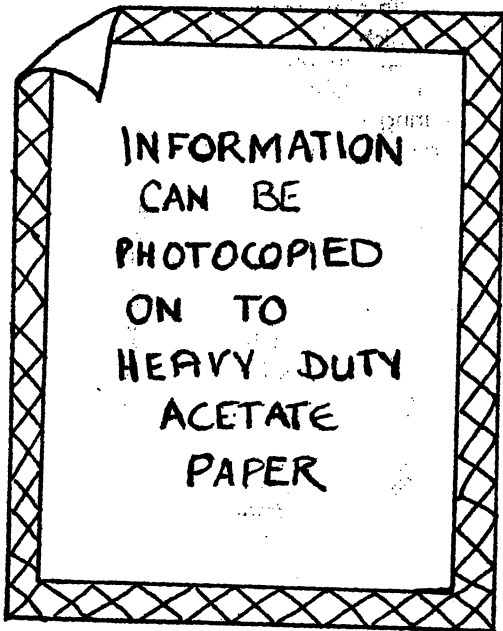 INFORMATION
CAN BE
PHOTOCOPIED
ON TO
HEAVY DUTY
ACETATE
PAPER